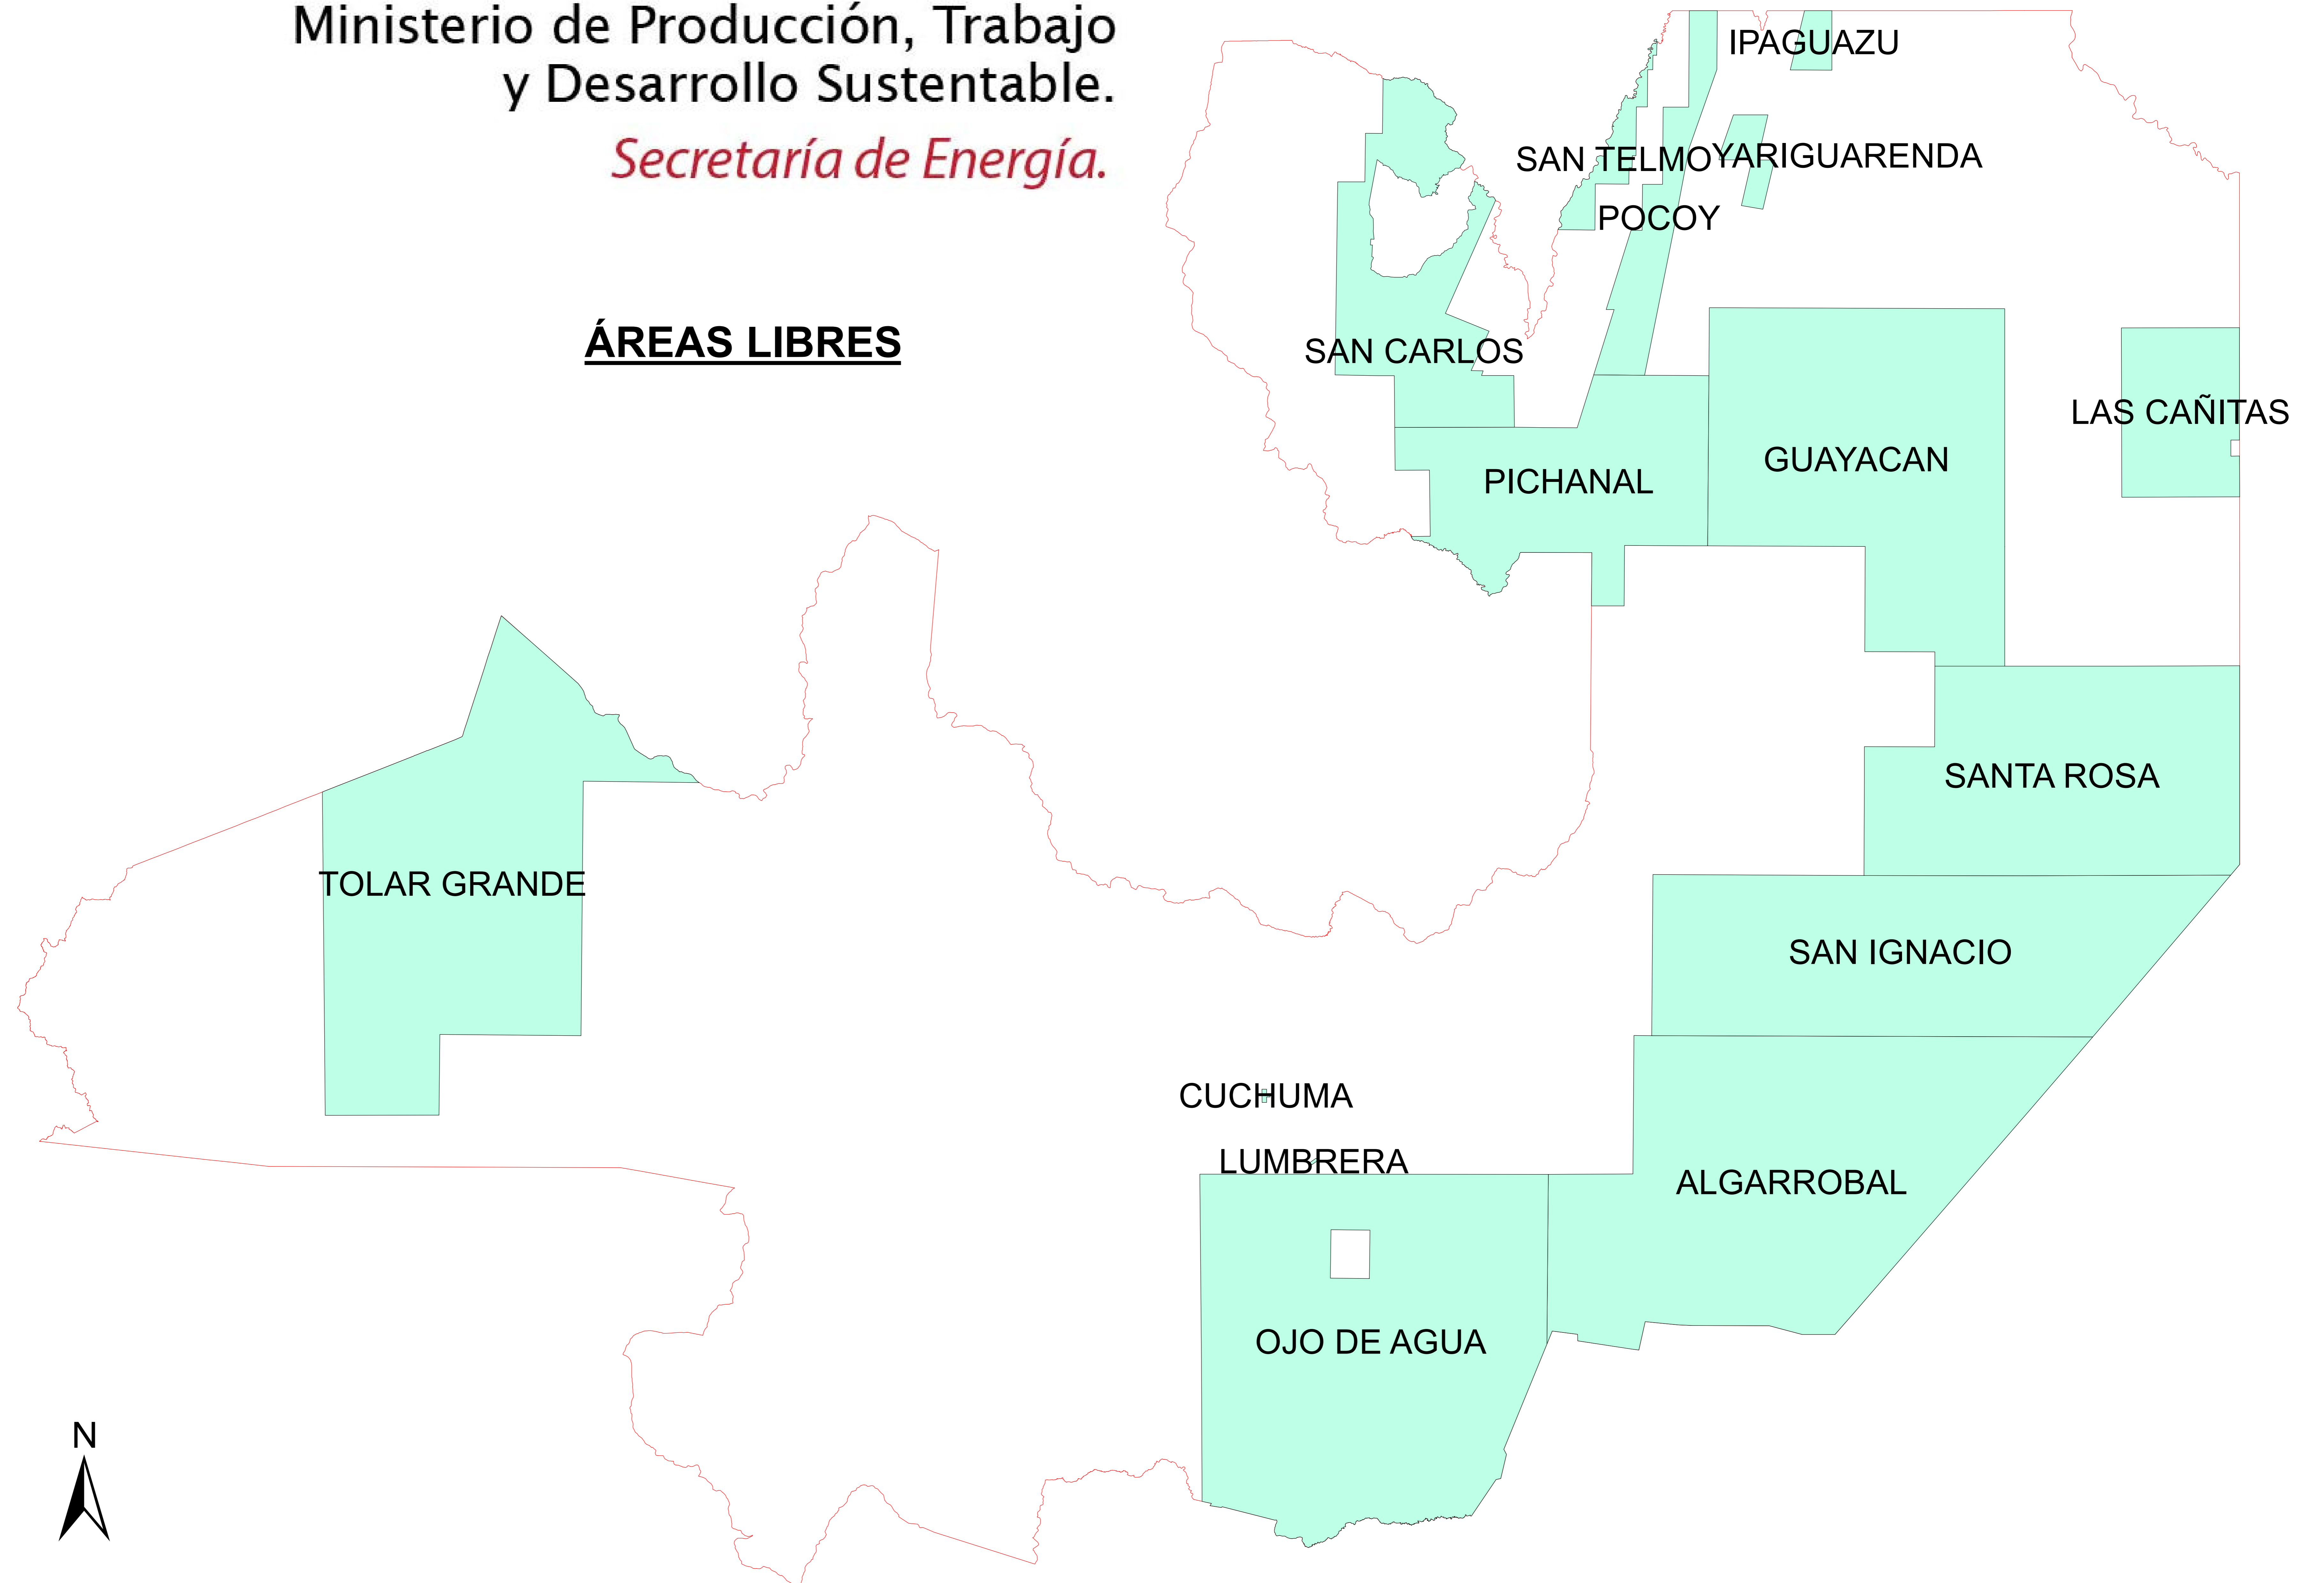 Ministerio de Producción, Trabajo
y Desarrollo Sustentable.
Secretaría de Energía.
ÁREAS LIBRES
IPAGUAZU
SAN TELMO
YARIGUARENDA
POCOY
SAN CARLOS
LAS CAÑITAS
GUAYACAN
PICHANAL
SANTA ROSA
TOLAR GRANDE
SAN IGNACIO
CUCHUMA
LUMBRERA
ALGARROBAL
OJO DE AGUA
N